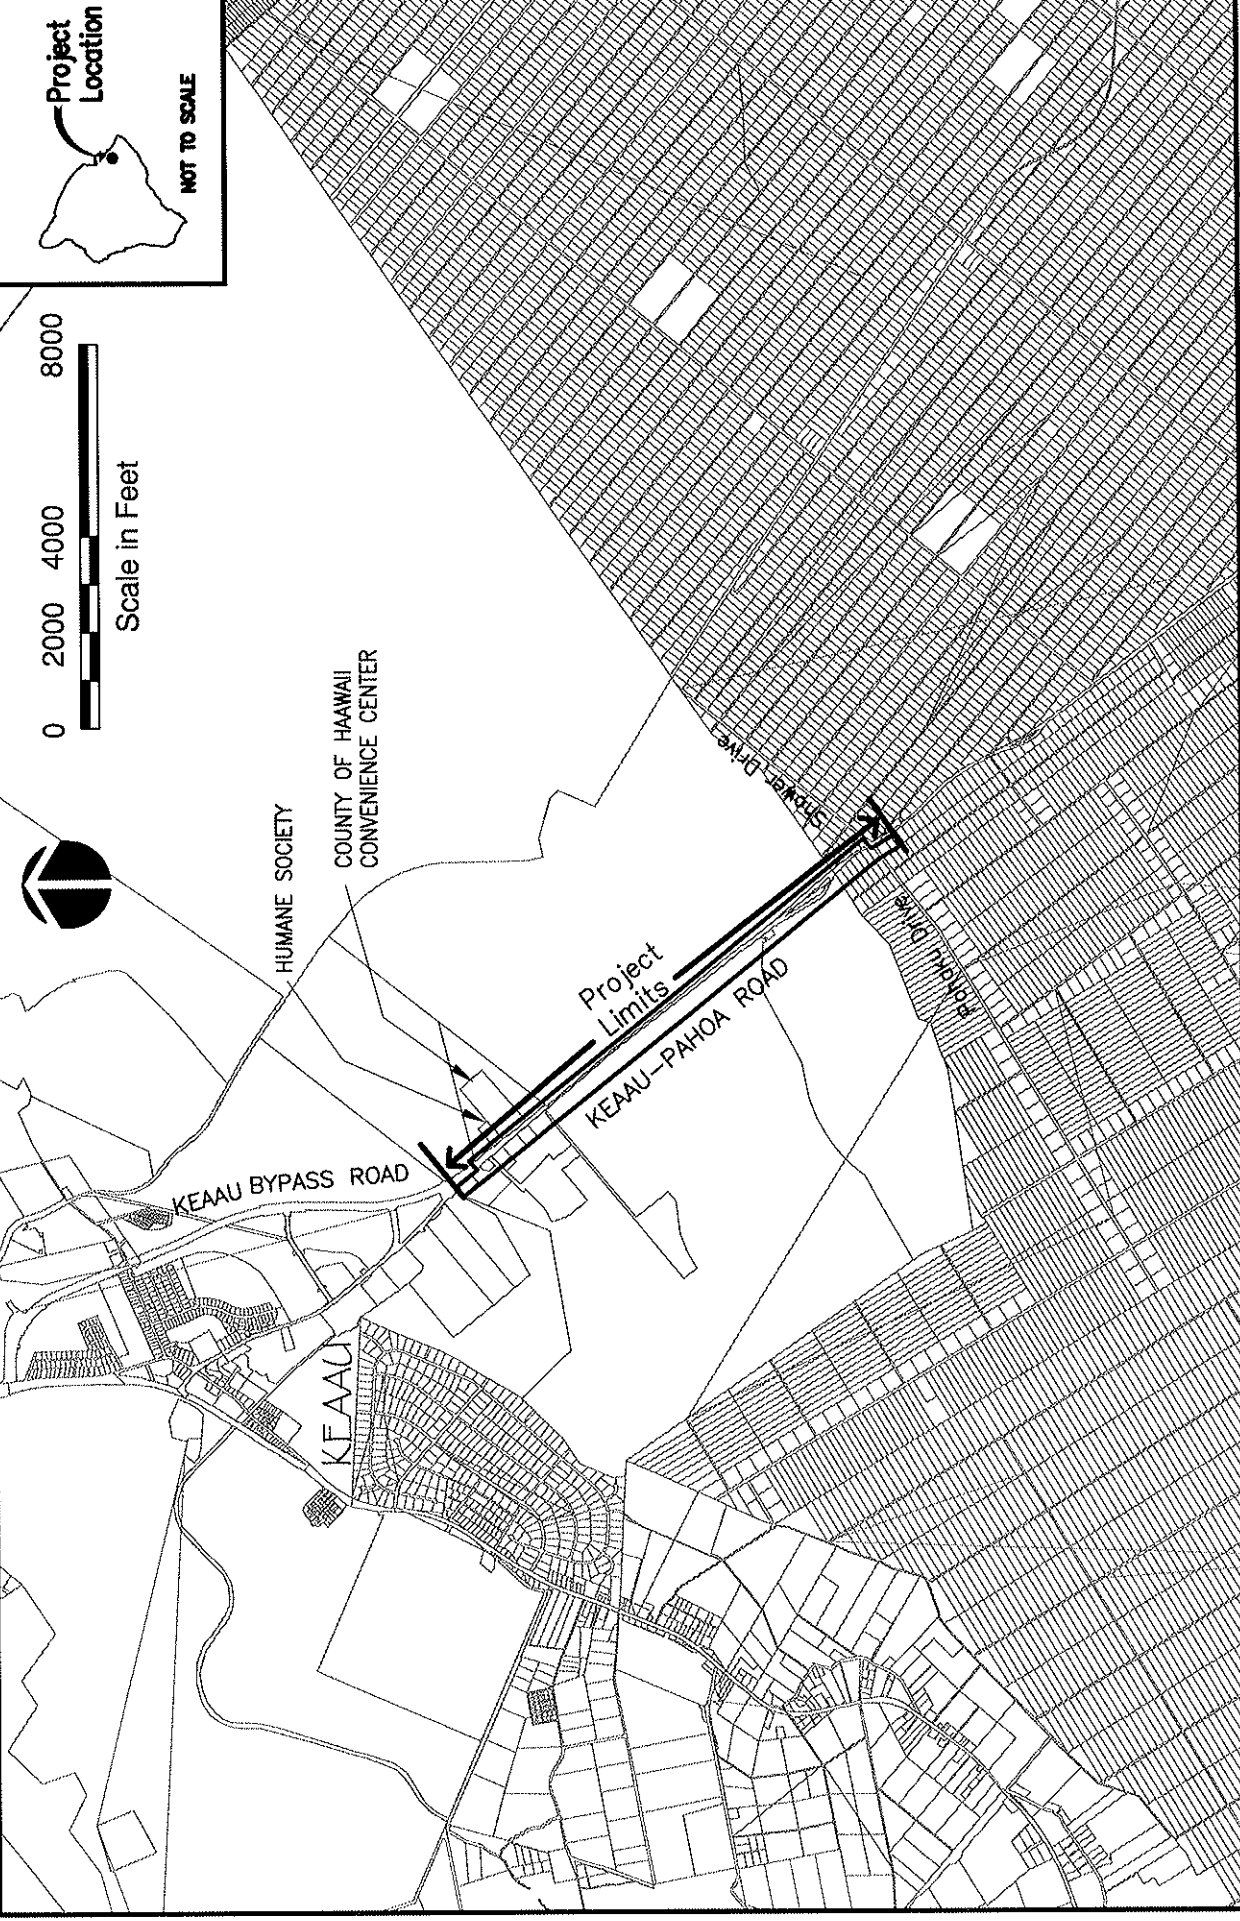 Project
Location
NOT TO SCALE
0 2000 4000 8000
Scale in Feet
HUMANE SOCIETY
COUNTY OF HAAWAII
CONVENIENCE CENTER
KEAAU BYPASS ROAD
KEAAU
Project
Limits
KEAAU-PAHOA ROAD
Shower Drive
Pohaku Drive